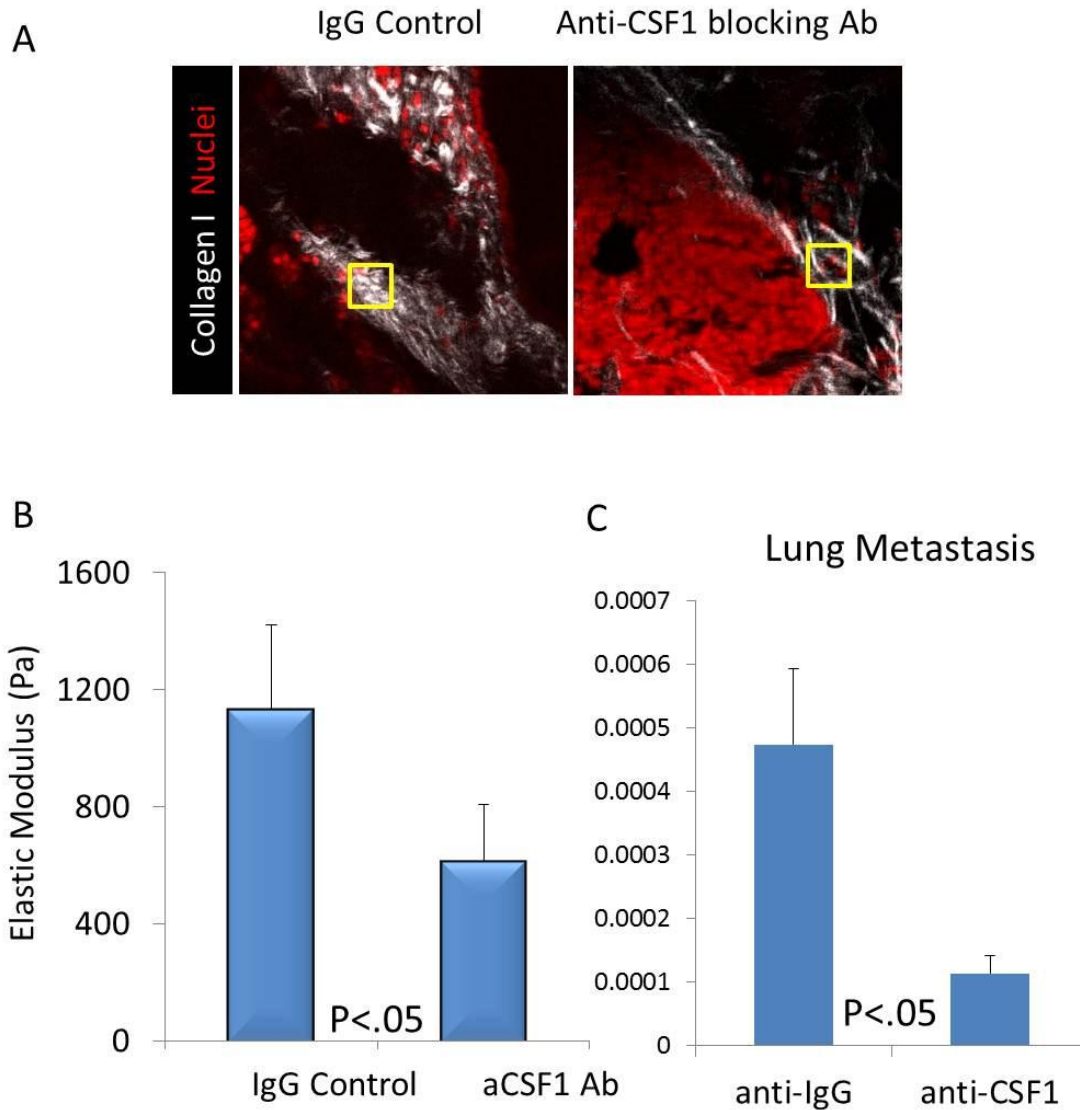 A
IgG Control
Anti-CSF1 blocking Ab
Collagen I Nuclei
B
Elastic Modulus (Pa)
1600
1200
800
400
0
P<.05
IgG Control
aCSF1 Ab
C
Lung Metastasis
0.0007
0.0006
0.0005
0.0004
0.0003
0.0002
0.0001
0
P<.05
anti-IgG
anti-CSF1